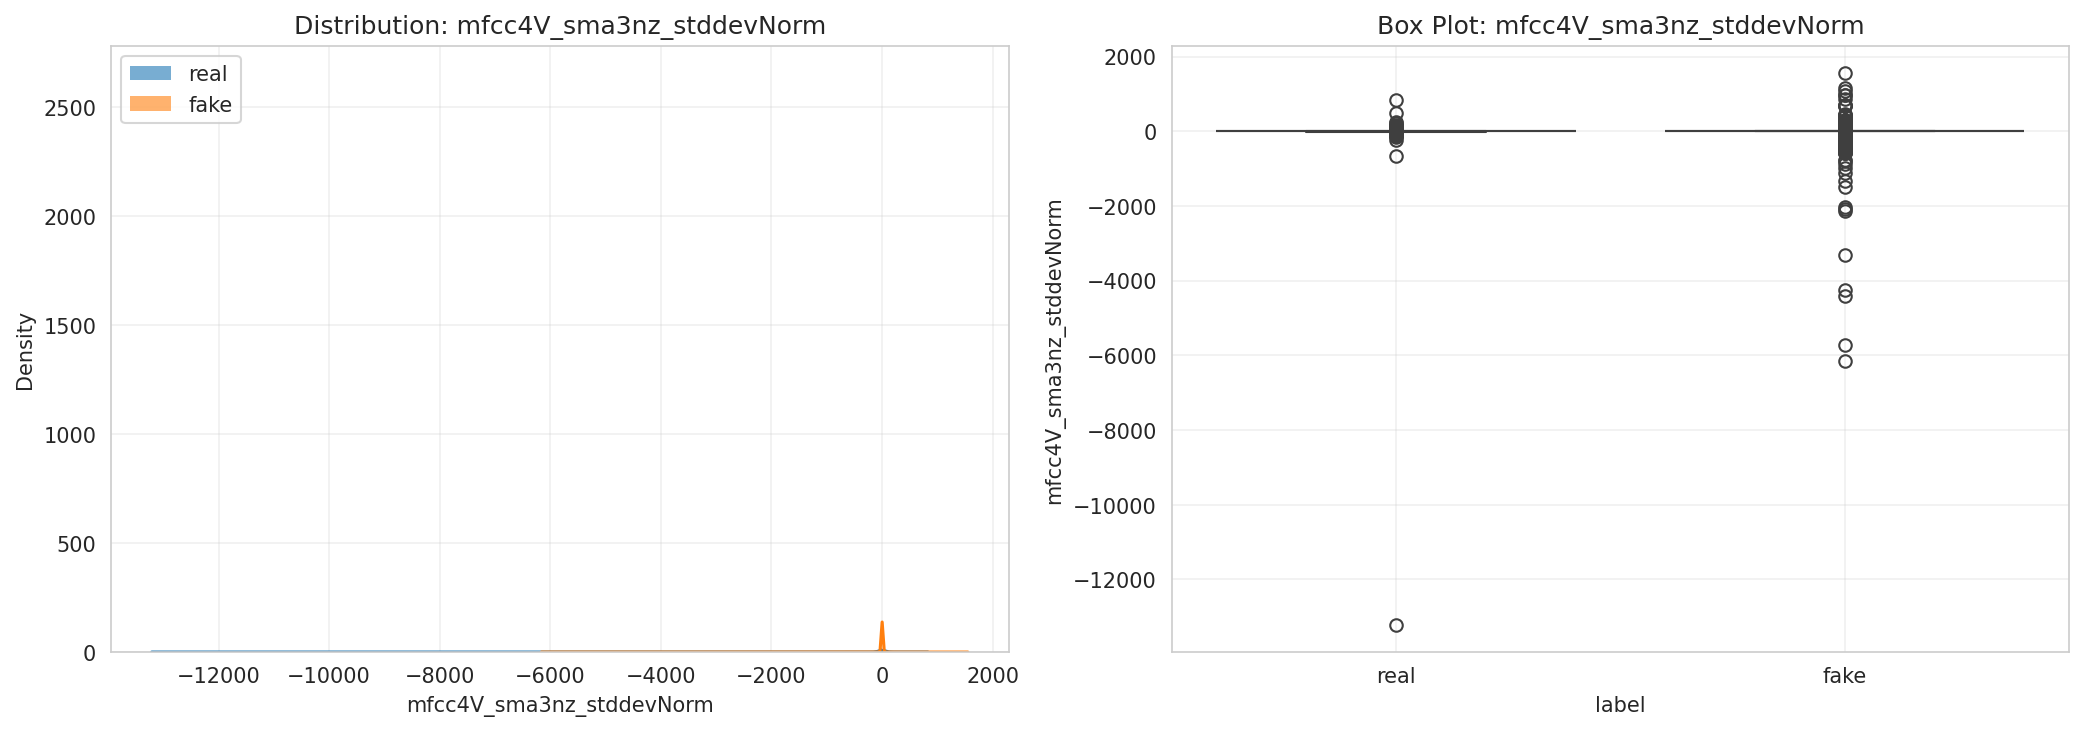 Distribution: mfcc4V_sma3nz_stddevNorm
real
fake
2500
2000
1500
1000
500
0
Density
−12000 −10000 −8000 −6000 −4000 −2000 0 2000
mfcc4V_sma3nz_stddevNorm
Box Plot: mfcc4V_sma3nz_stddevNorm
2000
0
−2000
−4000
−6000
−8000
−10000
−12000
mfcc4V_sma3nz_stddevNorm
real fake
label